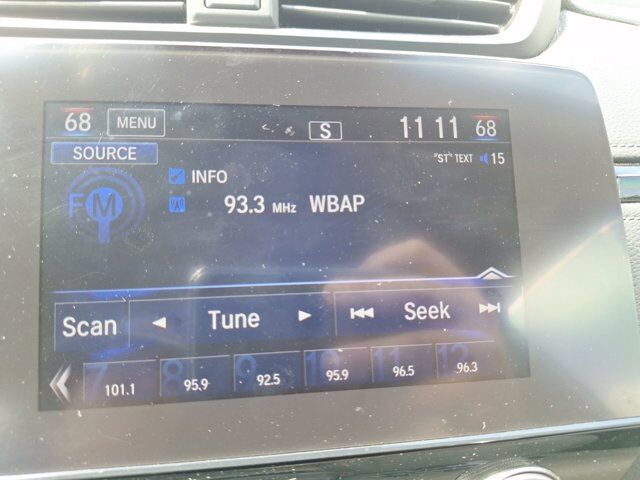 68 MENU S 11 11 68
SOURCE "ST" TEXT 15
FM INFO
93.3 MHz WBAP
Scan Tune Seek
7 8 9 10 11 12
101.1 95.9 92.5 95.9 96.5 96.3